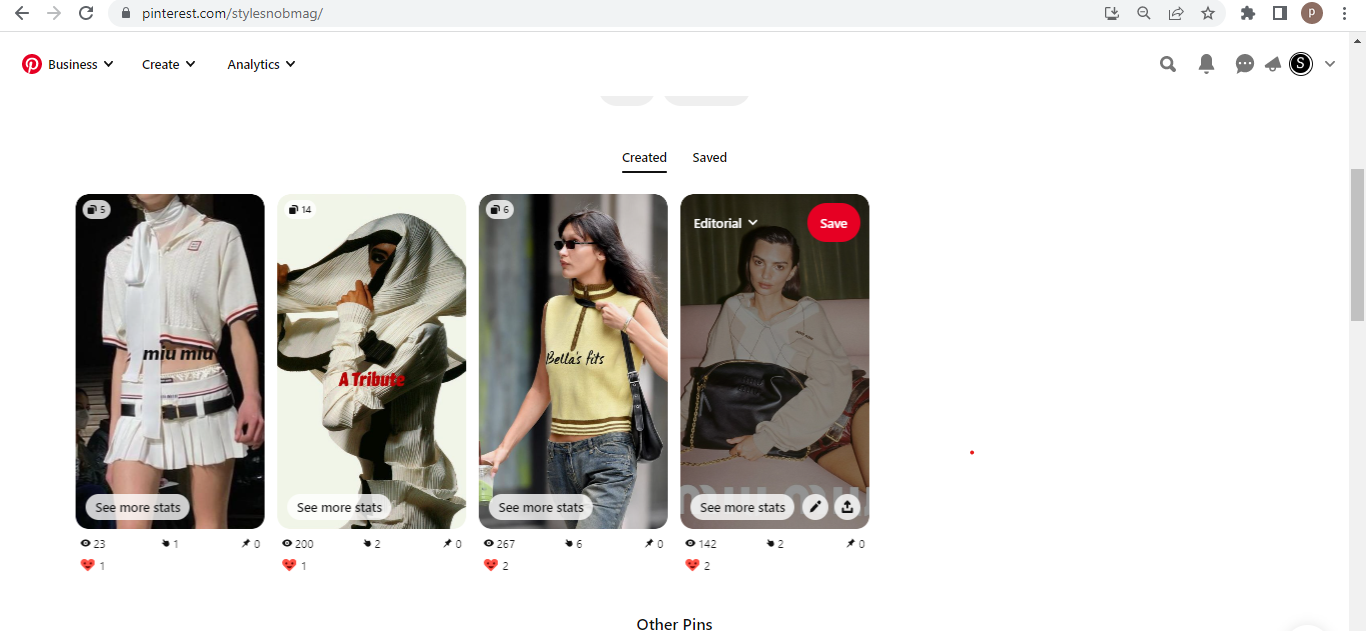 pinterest.com/stylesnobmag/
P
Business Create Analytics
S
Created Saved
5
miu miu
See more stats
23 1 0
1
14
A Tribute
See more stats
200 2 0
1
6
Bella's fits
See more stats
267 6 0
2
Editorial Save
See more stats
142 2 0
2
Other Pins